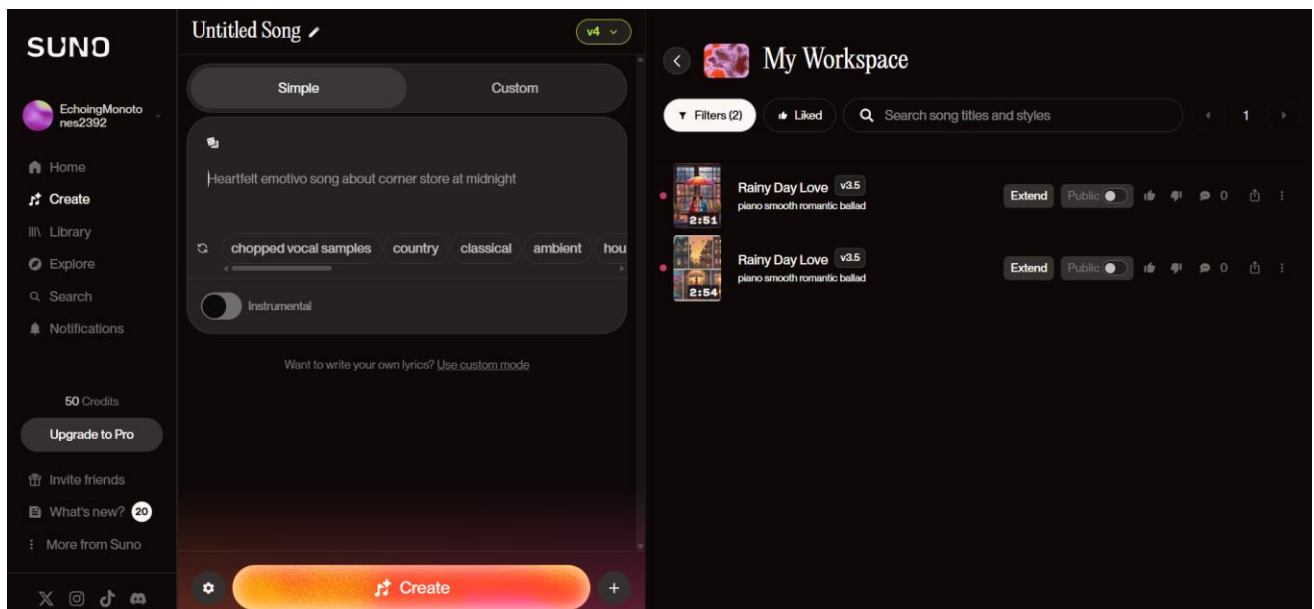 SUNO
EchoingMonoto
nes2392
Home
Create
Library
Explore
Search
Notifications
50 Credits
Upgrade to Pro
Invite friends
What's new? 20
More from Suno
Untitled Song
v4
Simple
Custom
Heartfelt emotivo song about corner store at midnight
chopped vocal samples
country
classical
ambient
hou
Instrumental
Want to write your own lyrics? Use custom mode
Create
My Workspace
Filters (2)
Liked
Search song titles and styles
1
Rainy Day Love v3.5
piano smooth romantic ballad
2:51
Extend
Public
0
Rainy Day Love v3.5
piano smooth romantic ballad
2:54
Extend
Public
0